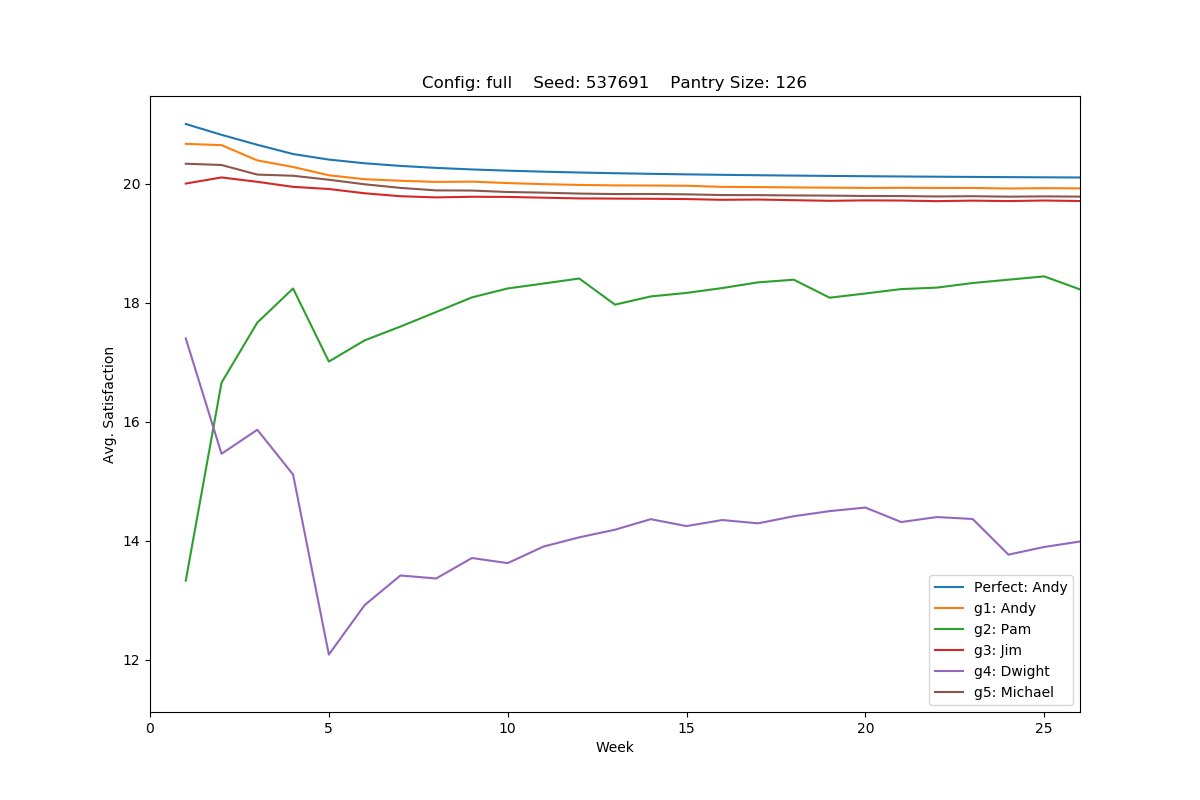 Config: full    Seed: 537691    Pantry Size: 126
20
18
16
14
12
Avg. Satisfaction
0 5 10 15 20 25
Week
Perfect: Andy
g1: Andy
g2: Pam
g3: Jim
g4: Dwight
g5: Michael